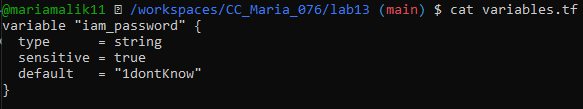 @mariamalik11 /workspaces/CC_Maria_076/lab13 (main) $ cat variables.tf
variable "iam_password" {
  type      = string
  sensitive = true
  default   = "1dontKnow"
}